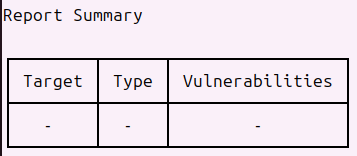 Report Summary
Target Type Vulnerabilities
- - -